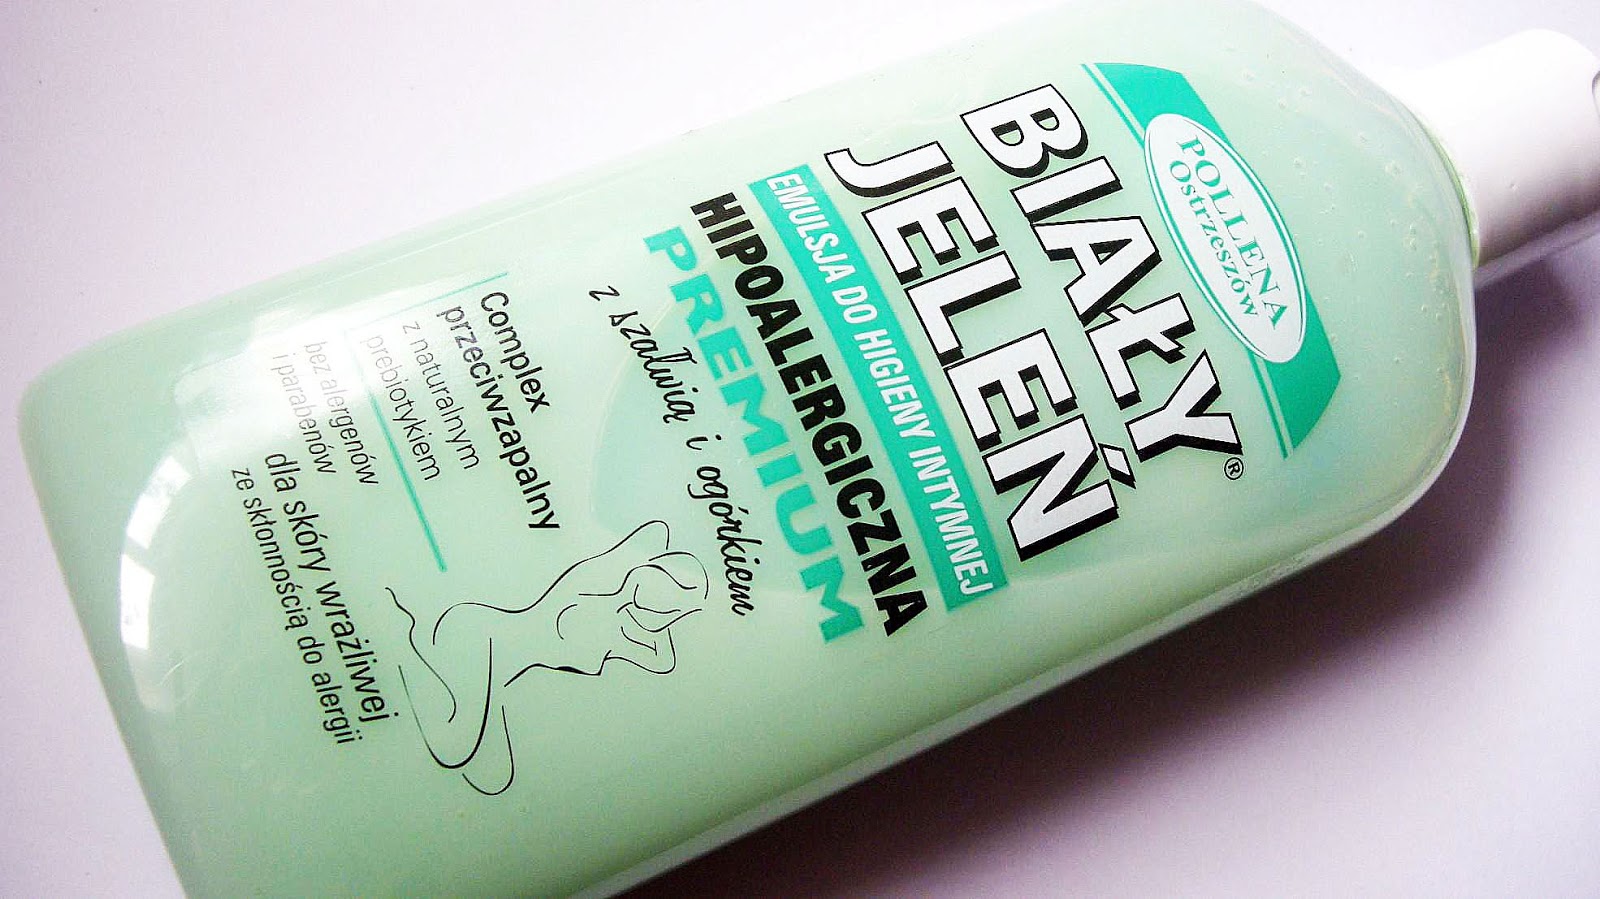 POLLENA
Ostrzeszów
BIAŁY
JELEŃ®
EMULSJA DO HIGIENY INTYMNEJ
HIPOALERGICZNA
PREMIUM
z szałwią i ogórkiem
Complex
przeciwzapalny
z naturalnym
prebiotykiem
bez alergenów
i parabenów
dla skóry wrażliwej
ze skłonnością do alergii